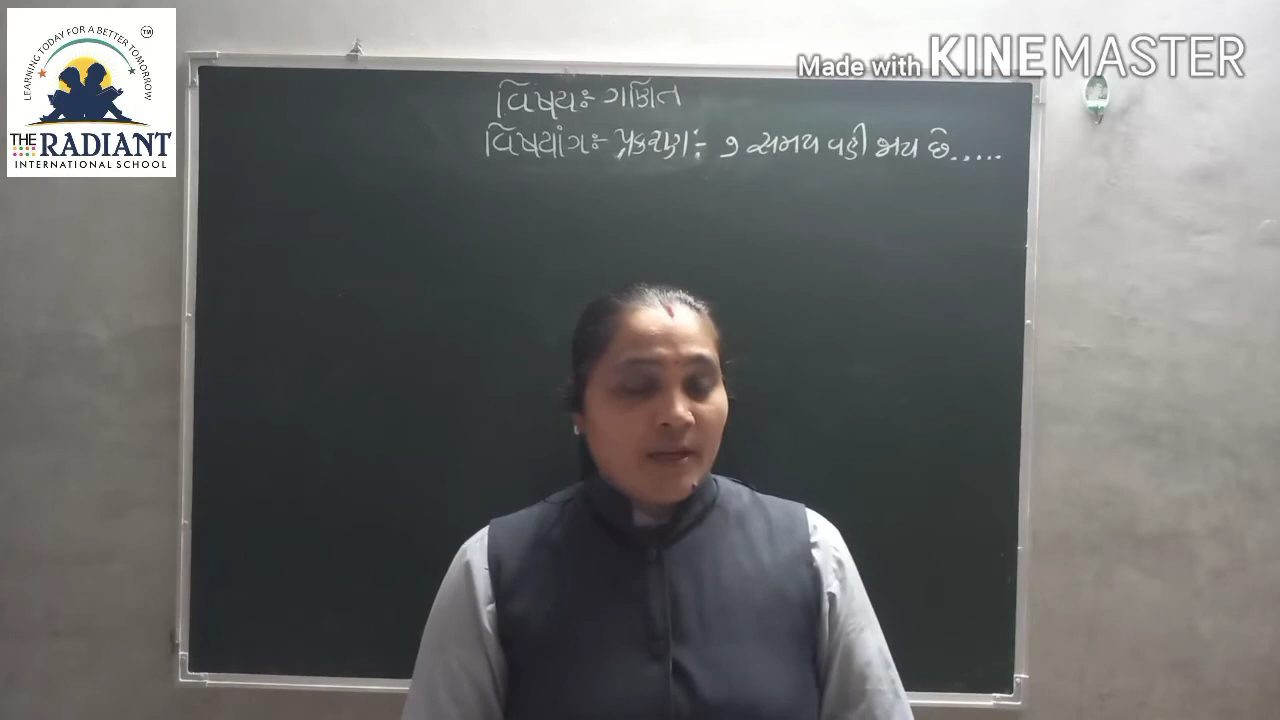 LEARNING TODAY FOR A BETTER TOMORROW
TM
THE RADIANT
INTERNATIONAL SCHOOL
Made with KINEMASTER
વિષયઃ- ગણિત
વિષયાંગઃ- પ્રકરણઃ- ૭ સમય વહી જાય છે.....